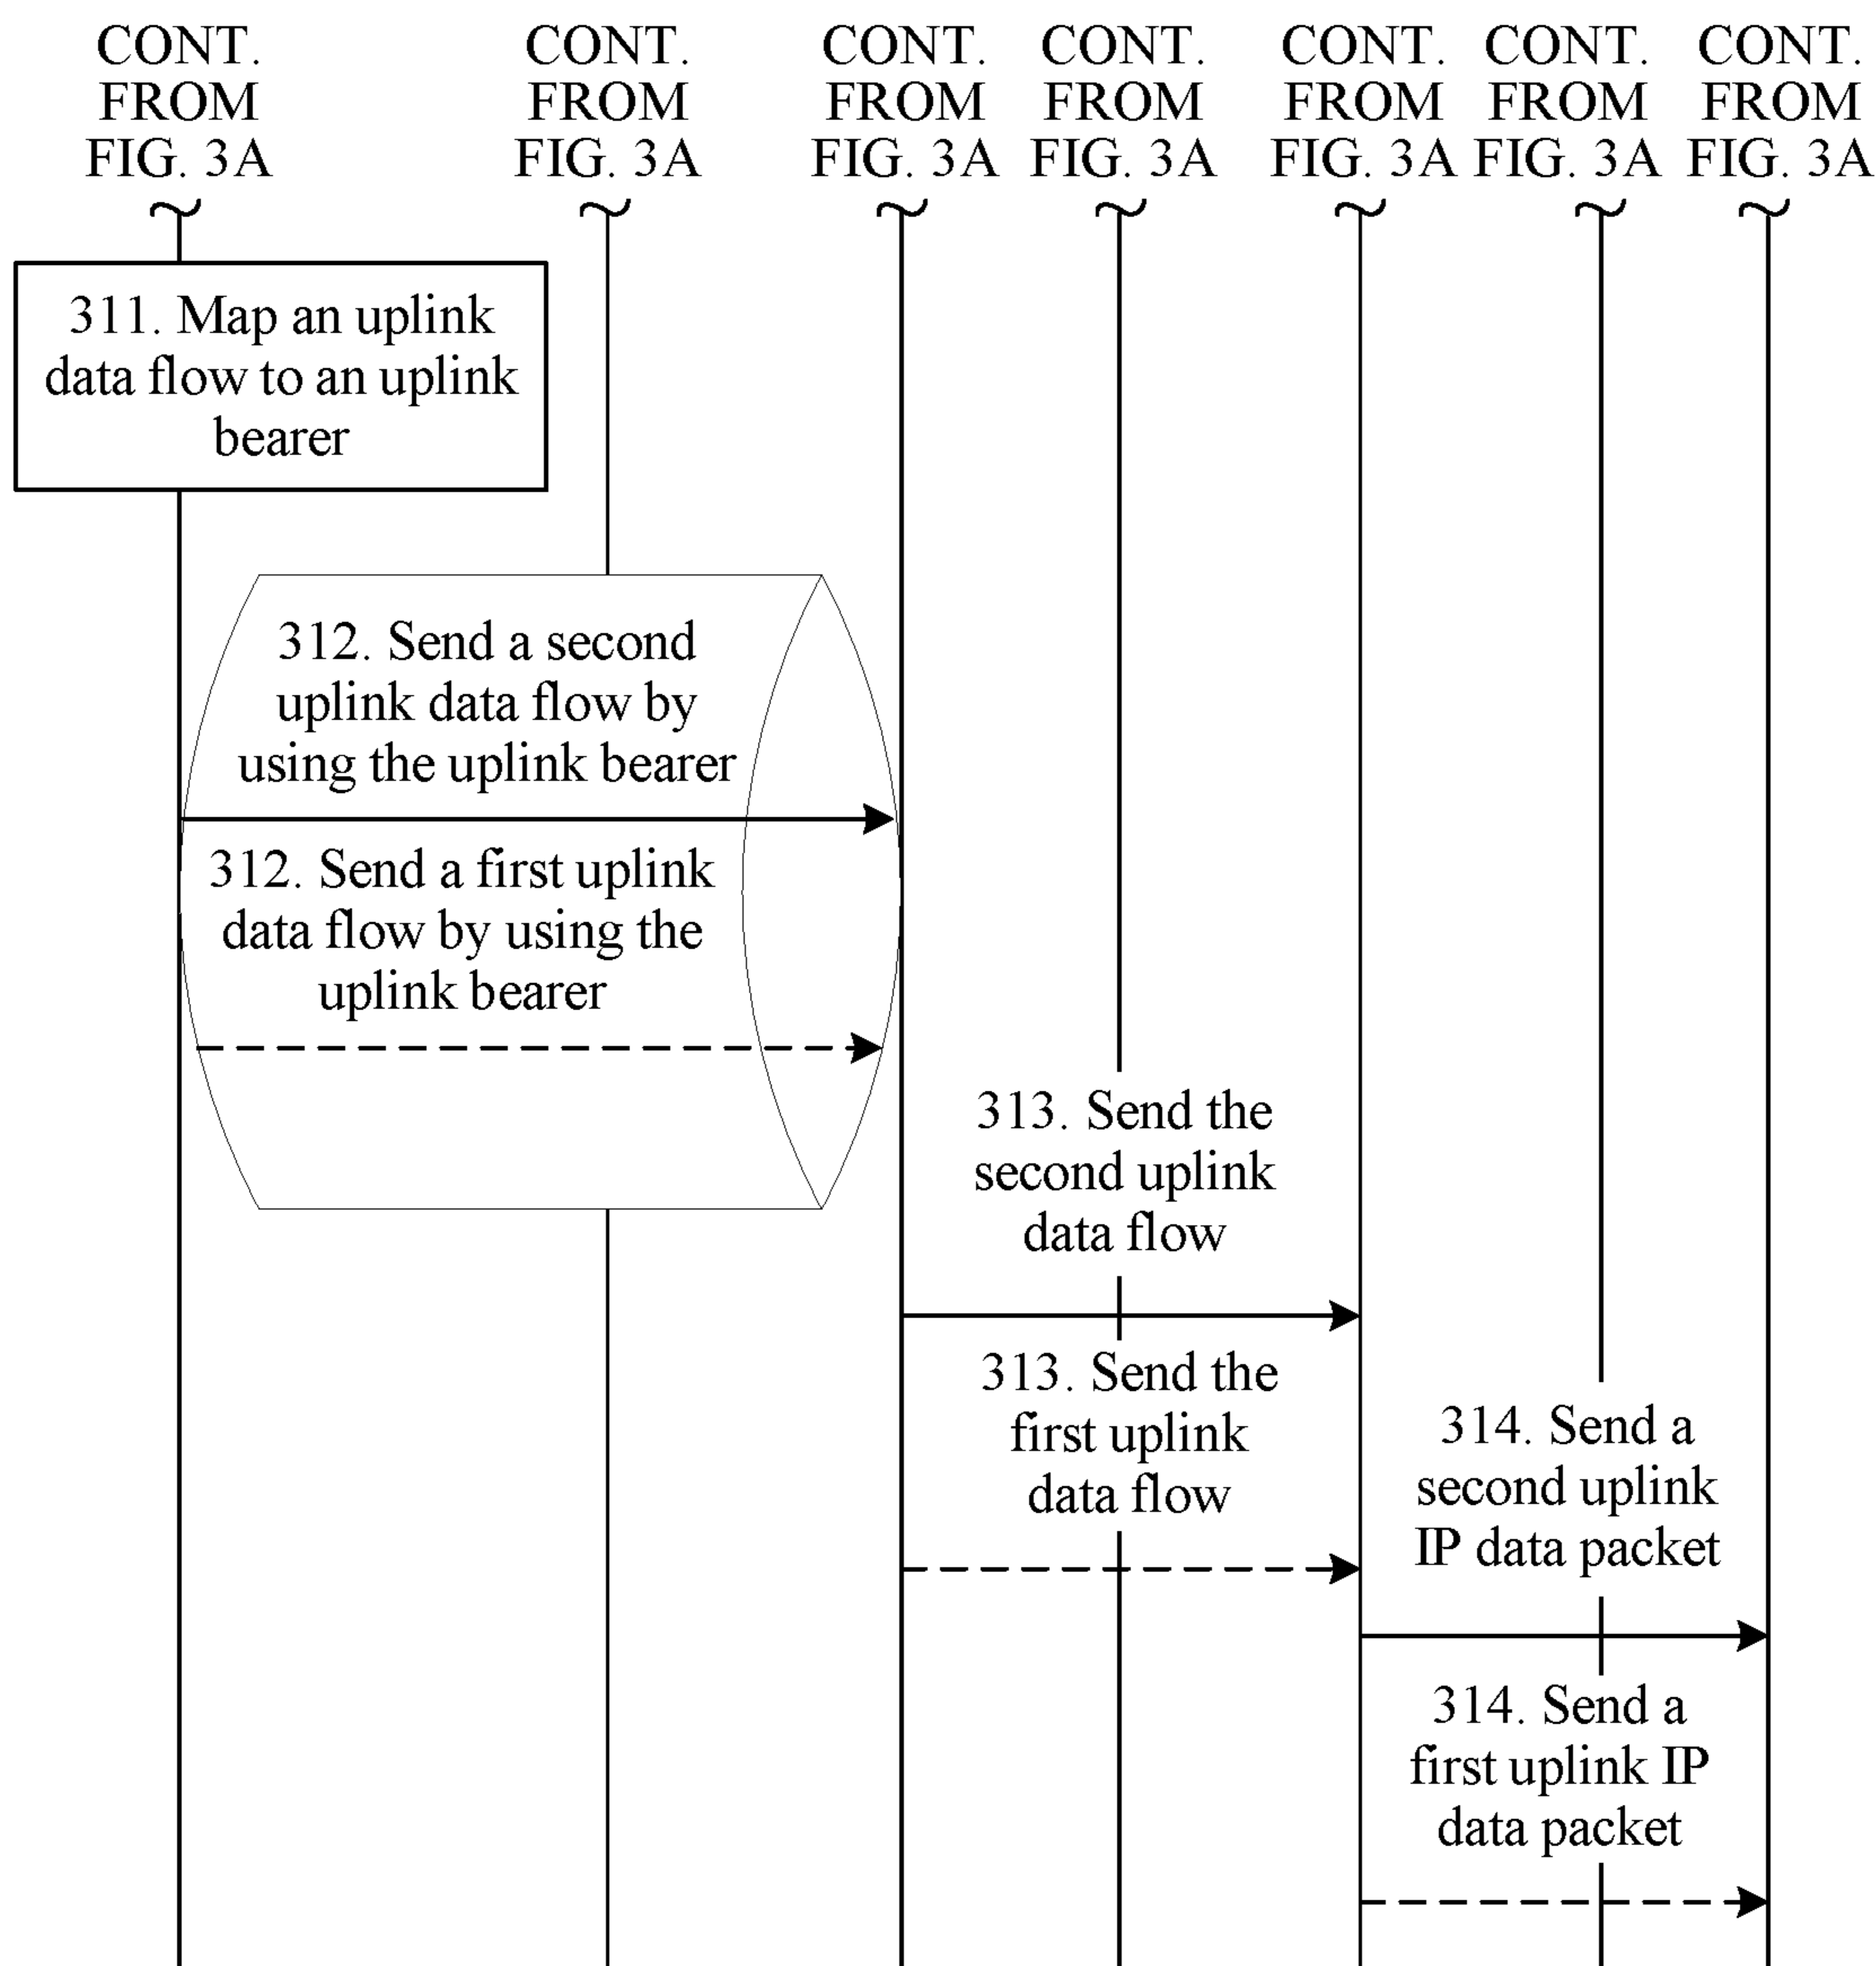 CONT. CONT. CONT. CONT. CONT. CONT. CONT.
FROM FROM FROM FROM FROM FROM FROM
FIG. 3A FIG. 3A FIG. 3A FIG. 3A FIG. 3A FIG. 3A FIG. 3A
311. Map an uplink
data flow to an uplink
bearer
312. Send a second
uplink data flow by
using the uplink bearer
312. Send a first uplink
data flow by using the
uplink bearer
313. Send the
second uplink
data flow
313. Send the
first uplink
data flow
314. Send a
second uplink
IP data packet
314. Send a
first uplink IP
data packet